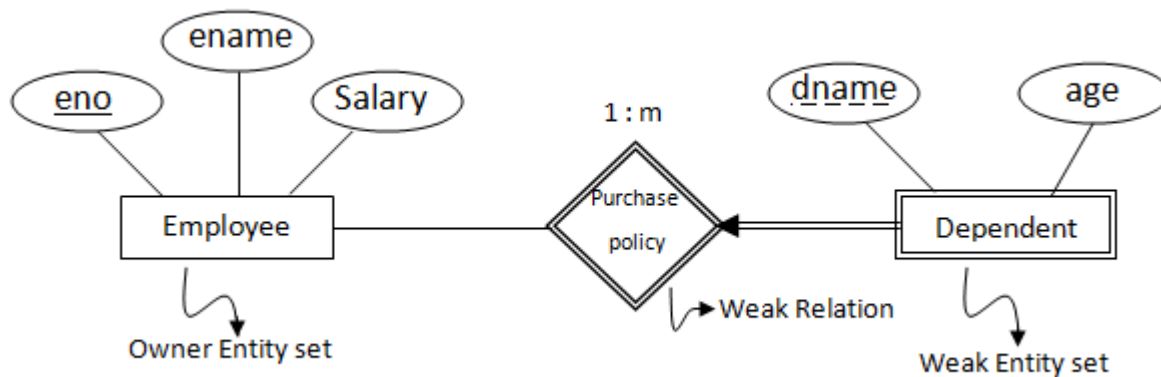 ename
eno
Salary
dname
age
1 : m
Purchase
policy
Employee
Dependent
Weak Relation
Owner Entity set
Weak Entity set